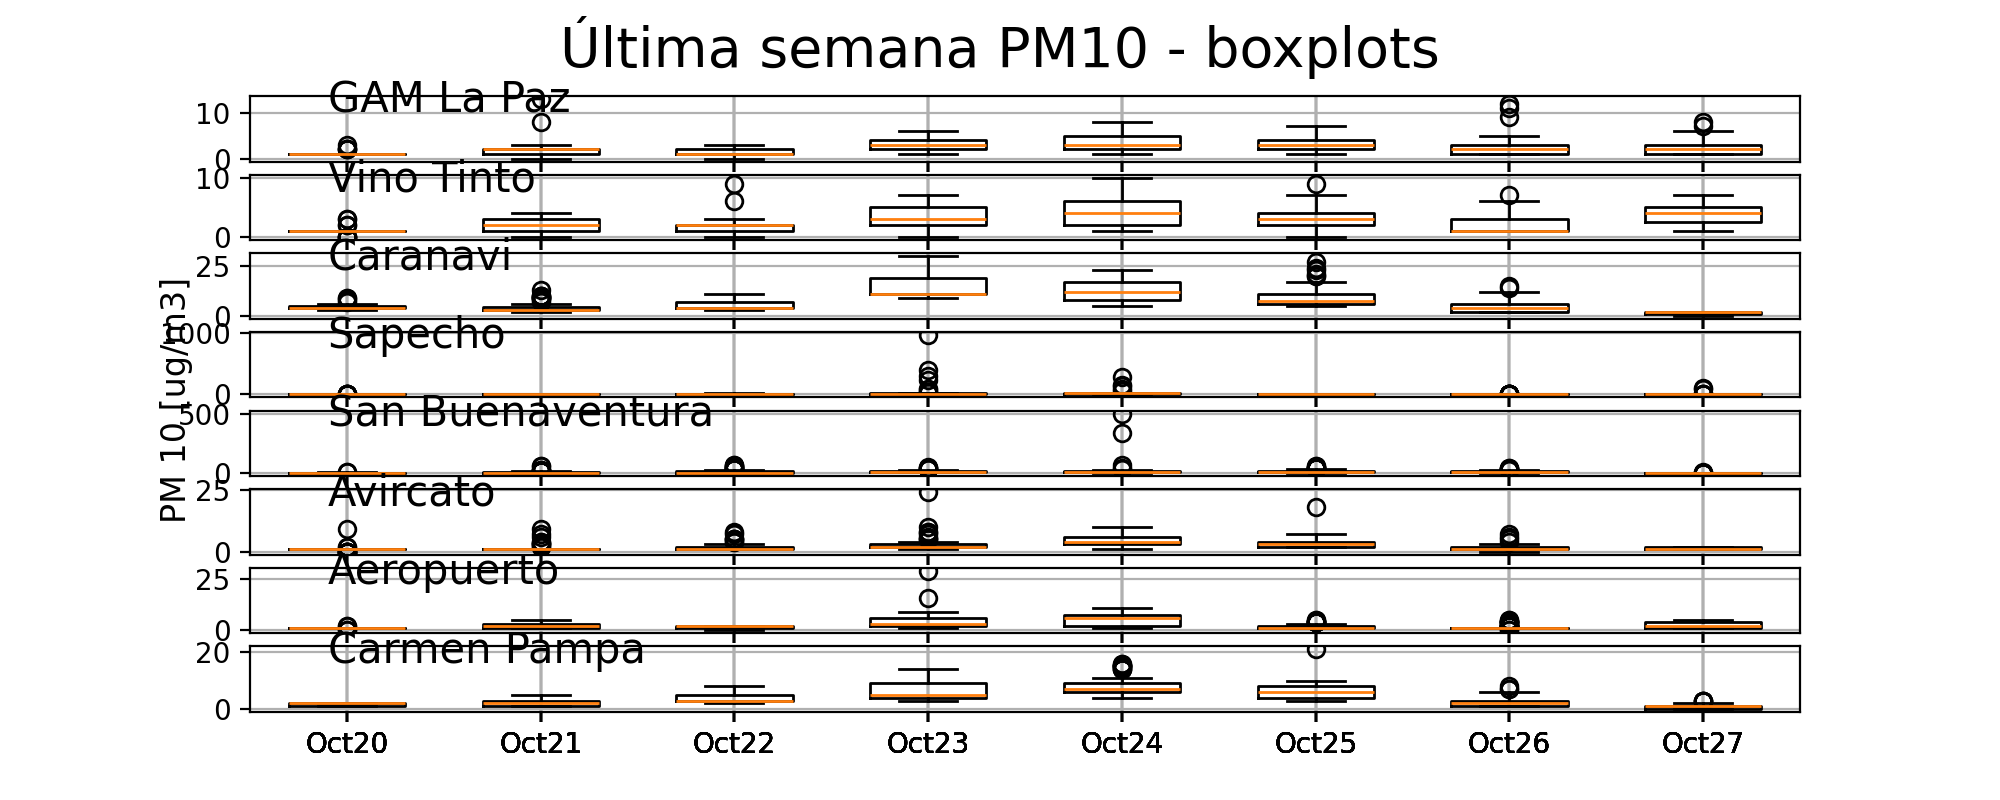 Última semana PM10 - boxplots
GAM La Paz
10
0
Vino Tinto
10
0
Caranavi
25
0
Sapecho
1000
0
San Buenaventura
500
0
Avircato
25
0
Aeropuerto
25
0
Carmen Pampa
20
0
PM 10 [ug/m3]
Oct20 Oct21 Oct22 Oct23 Oct24 Oct25 Oct26 Oct27